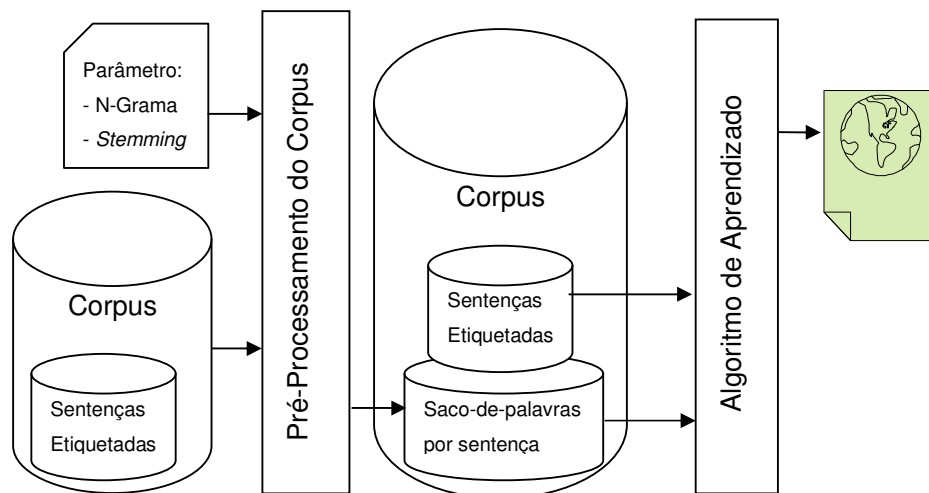 Parâmetro:
- N-Grama
- Stemming
Corpus
Sentenças
Etiquetadas
Pré-Processamento do Corpus
Corpus
Sentenças
Etiquetadas
Saco-de-palavras
por sentença
Algoritmo de Aprendizado